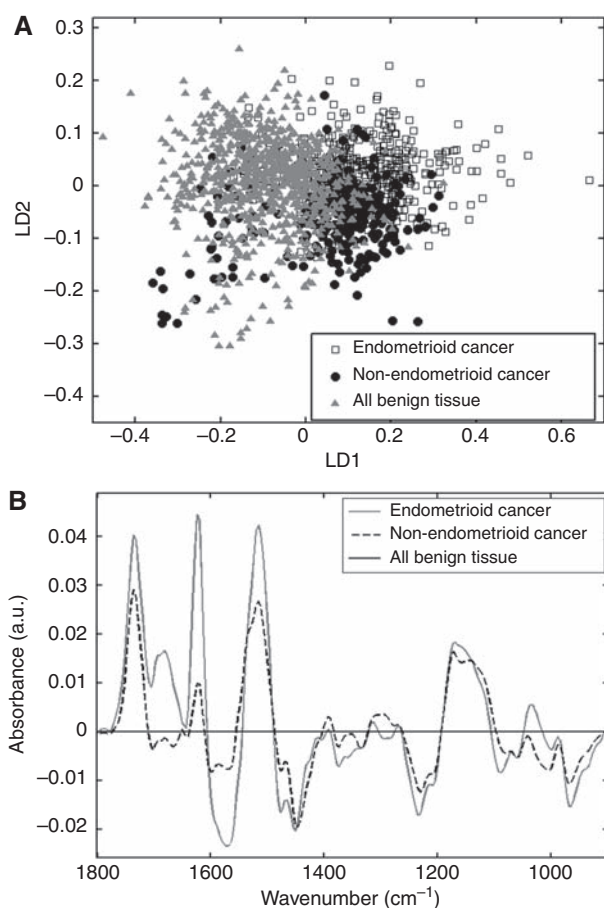 A
0.3
0.2
0.1
0
−0.1
−0.2
−0.3
−0.4
LD2
Endometrioid cancer
Non-endometrioid cancer
All benign tissue
−0.4
−0.2
0
0.2
0.4
0.6
LD1
B
Endometrioid cancer
Non-endometrioid cancer
All benign tissue
0.04
0.03
0.02
0.01
0
−0.01
−0.02
Absorbance (a.u.)
1800
1600
1400
1200
1000
Wavenumber (cm⁻¹)